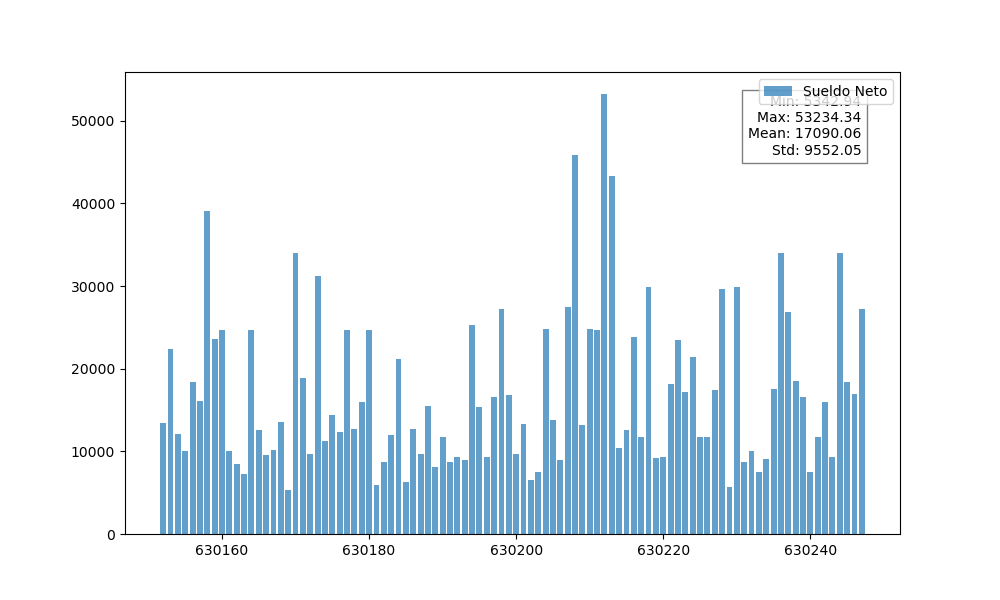 Sueldo Neto
Min: 5342.94
Max: 53234.34
Mean: 17090.06
Std: 9552.05
50000
40000
30000
20000
10000
0
630160 630180 630200 630220 630240